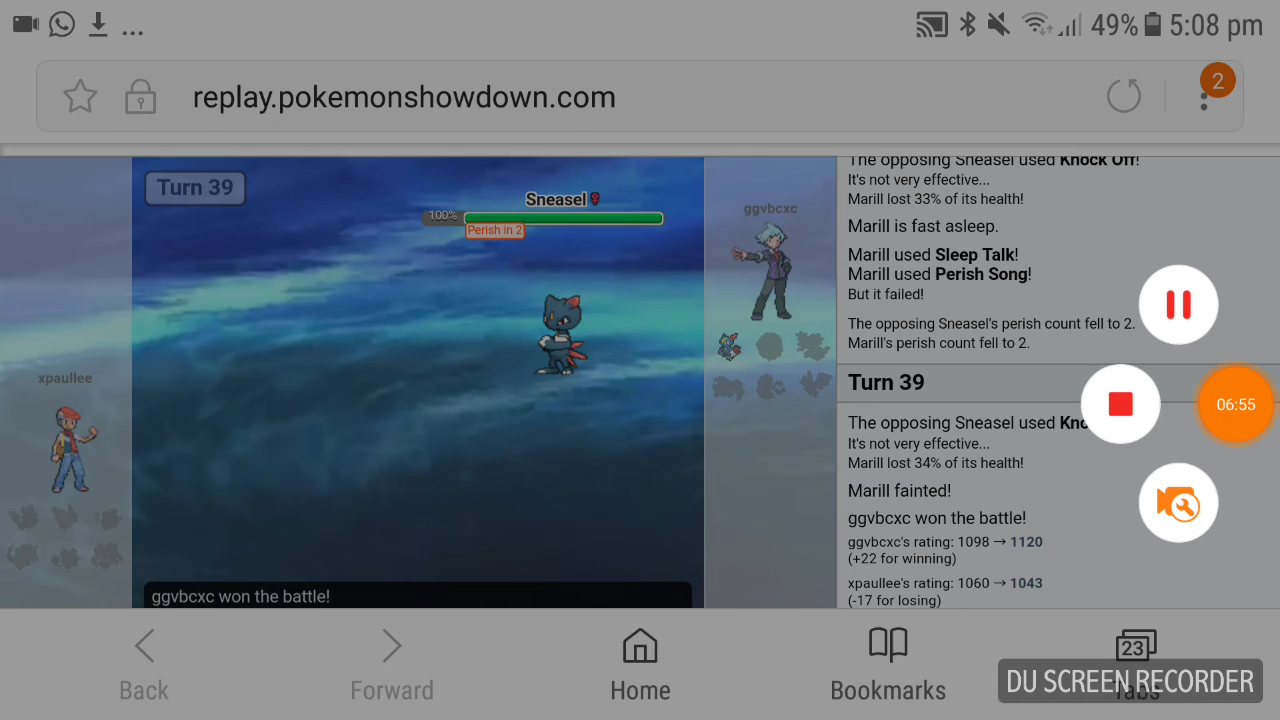 ...
49% 5:08 pm
replay.pokemonshowdown.com
2
Turn 39
Sneasel
100%
Perish in 2
ggvbcxc
xpaullee
ggvbcxc won the battle!
The opposing Sneasel used Knock Off!
It's not very effective...
Marill lost 33% of its health!
Marill is fast asleep.
Marill used Sleep Talk!
Marill used Perish Song!
But it failed!
The opposing Sneasel's perish count fell to 2.
Marill's perish count fell to 2.
Turn 39
The opposing Sneasel used Kno
It's not very effective...
Marill lost 34% of its health!
Marill fainted!
ggvbcxc won the battle!
ggvbcxc's rating: 1098 → 1120
(+22 for winning)
xpaullee's rating: 1060 → 1043
(-17 for losing)
06:55
Back
Forward
Home
Bookmarks
23
Tabs
DU SCREEN RECORDER